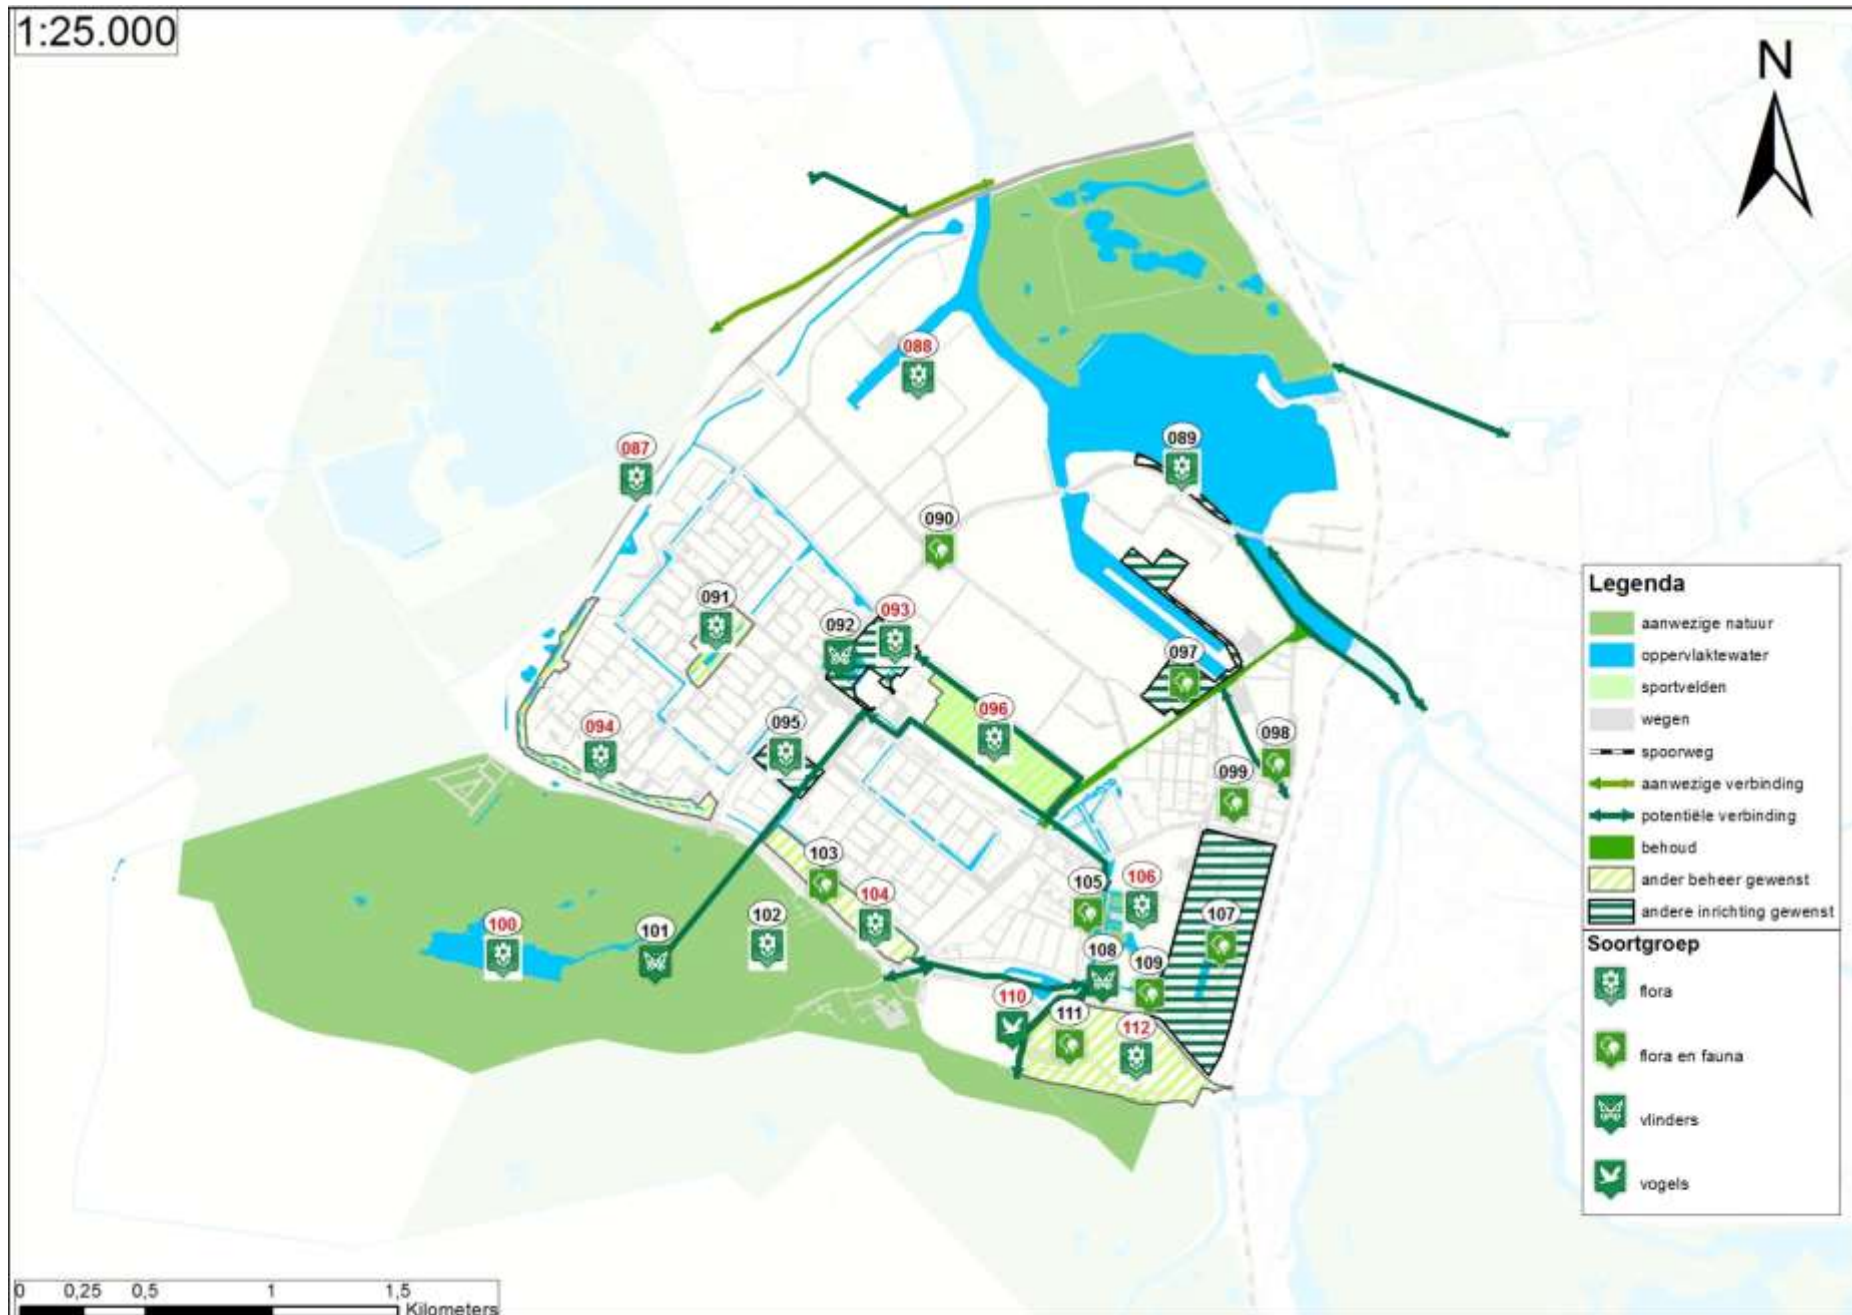 1:25.000
N
088
087
089
090
091
092
093
097
094
095
096
098
099
103
104
105
106
107
100
101
102
108
109
110
111
112
Legenda
aanwezige natuur
oppervlaktewater
sportvelden
wegen
spoorweg
aanwezige verbinding
potentiële verbinding
behoud
ander beheer gewenst
andere inrichting gewenst
Soortgroep
flora
flora en fauna
vlinders
vogels
0 0,25 0,5 1 1,5
Kilometers